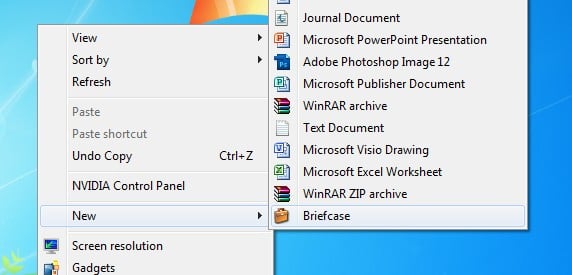 View
Sort by
Refresh
Paste
Paste shortcut
Undo Copy Ctrl+Z
NVIDIA Control Panel
New
Screen resolution
Gadgets
Journal Document
Microsoft PowerPoint Presentation
Adobe Photoshop Image 12
Microsoft Publisher Document
WinRAR archive
Text Document
Microsoft Visio Drawing
Microsoft Excel Worksheet
WinRAR ZIP archive
Briefcase